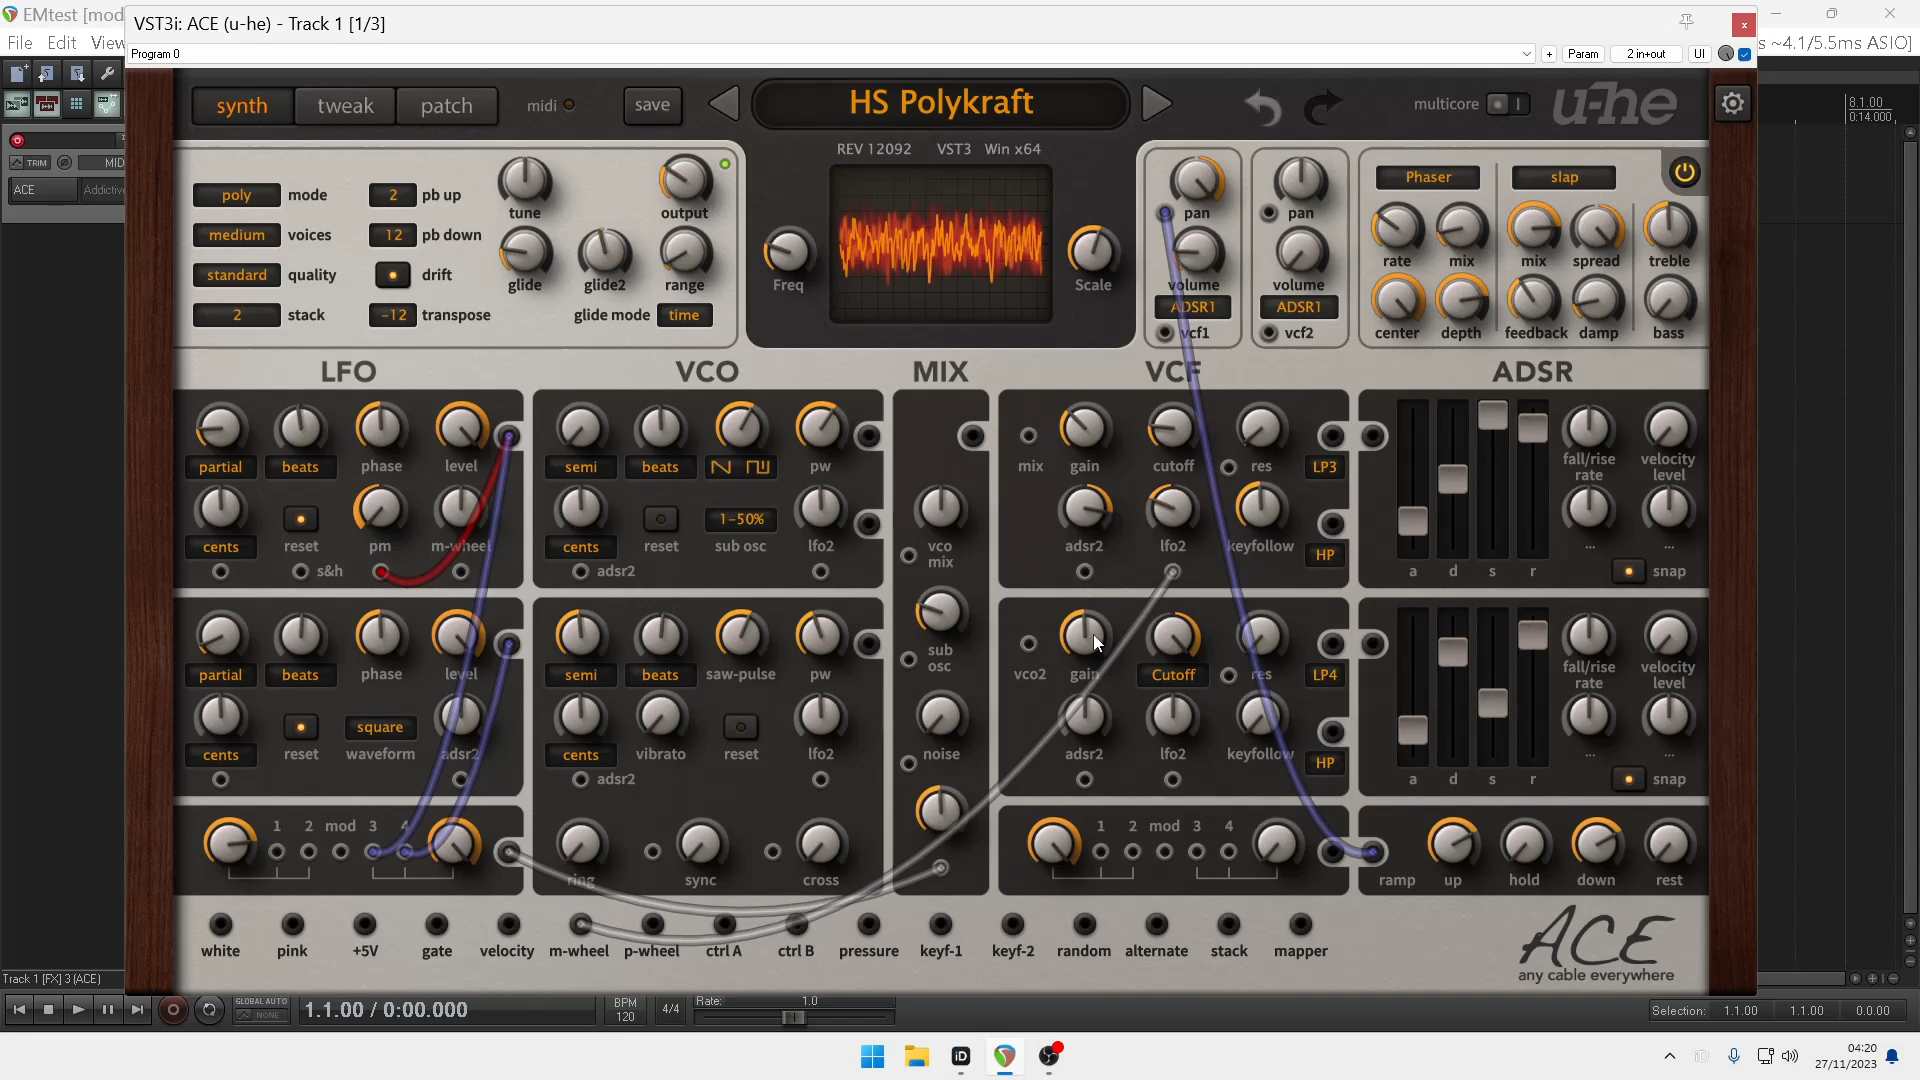 EMtest [mod
VST3i: ACE (u-he) - Track 1 [1/3]
File Edit View
s ~4.1/5.5ms ASIO]
Program 0
+ Param 2 in+out UI
synth tweak patch midi save HS Polykraft multicore u-he
8.1.00
0:14.000
REV 12092 VST3 Win x64
TRIM MIDI
ACE Addictive
poly mode 2 pb up tune output
medium voices 12 pb down
standard quality drift glide glide2 range
2 stack -12 transpose glide mode time
Freq Scale
pan pan
volume volume
ADSR1 ADSR1
vcf1 vcf2
Phaser slap
rate mix mix spread treble
center depth feedback damp bass
LFO VCO MIX VCF ADSR
partial beats phase level
cents reset pm m-wheel
s&h
semi beats pw
cents reset 1-50% sub osc lfo2
adsr2
vco mix
sub osc
noise
mix gain cutoff res LP3
adsr2 lfo2 keyfollow HP
fall/rise rate velocity level
... ...
a d s r snap
partial beats phase level
cents reset square waveform adsr2
semi beats saw-pulse pw
cents vibrato reset lfo2
adsr2
vco2 gain Cutoff res LP4
adsr2 lfo2 keyfollow HP
fall/rise rate velocity level
... ...
a d s r snap
1 2 mod 3 4
ring sync cross
1 2 mod 3 4
ramp up hold down rest
white pink +5V gate velocity m-wheel p-wheel ctrl A ctrl B pressure keyf-1 keyf-2 random alternate stack mapper
ACE
any cable everywhere
Track 1 [FX] 3 (ACE)
GLOBAL AUTO
NONE
1.1.00 / 0:00.000
BPM
120
4/4
Rate: 1.0
Selection: 1.1.00 1.1.00 0.0.00
iD
04:20
27/11/2023